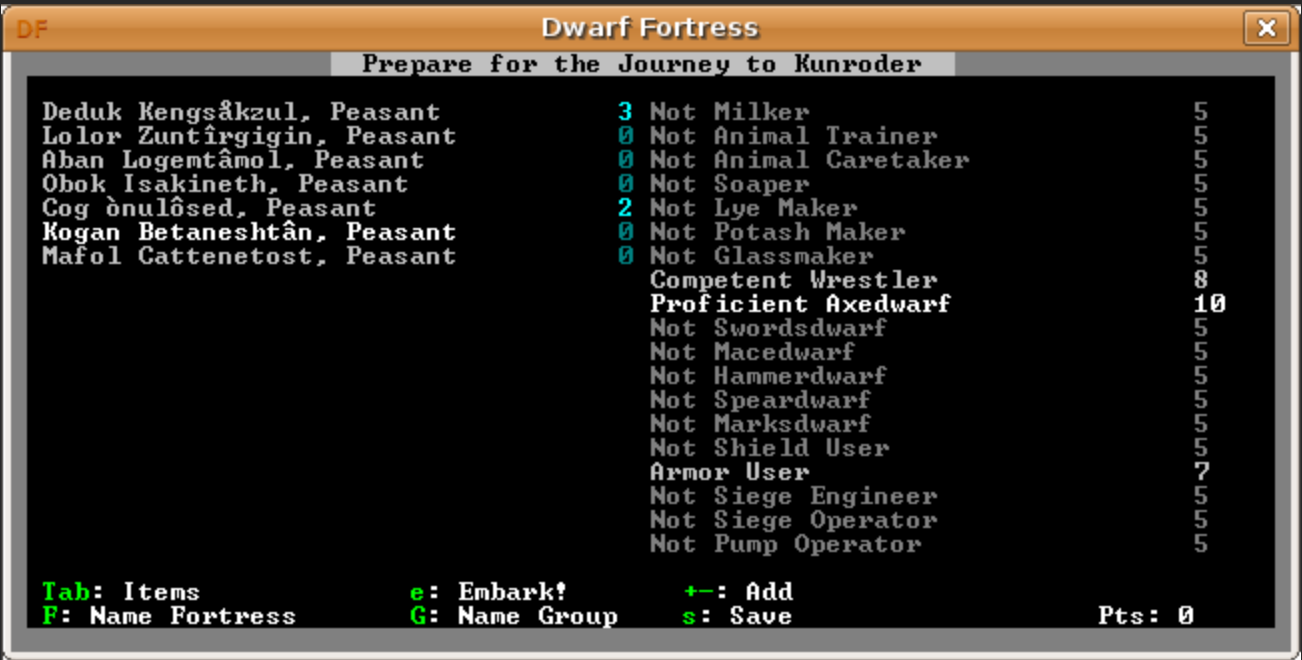 DF Dwarf Fortress X
Prepare for the Journey to Kunroder
Deduk Kengsåkzul, Peasant 3 Not Milker 5
Lolor Zuntîrgigin, Peasant 0 Not Animal Trainer 5
Aban Logemtâmol, Peasant 0 Not Animal Caretaker 5
Obok Isakineth, Peasant 0 Not Soaper 5
Cog ònulôsed, Peasant 2 Not Lye Maker 5
Kogan Betaneshtân, Peasant 0 Not Potash Maker 5
Mafol Cattenetost, Peasant 0 Not Glassmaker 5
Competent Wrestler 8
Proficient Axedwarf 10
Not Swordsdwarf 5
Not Macedwarf 5
Not Hammerdwarf 5
Not Speardwarf 5
Not Marksdwarf 5
Not Shield User 5
Armor User 7
Not Siege Engineer 5
Not Siege Operator 5
Not Pump Operator 5
Tab: Items e: Embark! +-: Add
F: Name Fortress G: Name Group s: Save Pts: 0